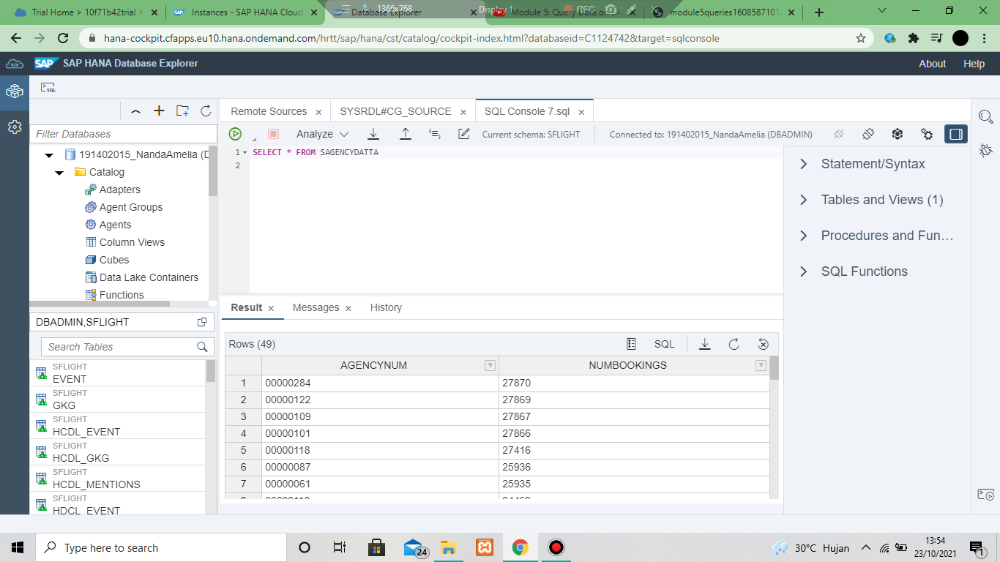 Trial Home > 10f71b42trial >
Instances - SAP HANA Cloud
Database Explorer
Module 5: Query Data on
module5queries1608587101
1366x768
Display 1
REC
hana-cockpit.cfapps.eu10.hana.ondemand.com/hrtt/sap/hana/cst/catalog/cockpit-index.html?databaseid=C1124742&target=sqlconsole
SAP
SAP HANA Database Explorer
About
Help
SQL
Filter Databases
191402015_NandaAmelia (D
Catalog
Adapters
Agent Groups
Agents
Column Views
Cubes
Data Lake Containers
Functions
DBADMIN,SFLIGHT
Search Tables
SFLIGHT
EVENT
SFLIGHT
GKG
SFLIGHT
HCDL_EVENT
SFLIGHT
HCDL_GKG
SFLIGHT
HCDL_MENTIONS
SFLIGHT
HDCL_EVENT
Remote Sources
SYSRDL#CG_SOURCE
SQL Console 7.sql
Analyze
Current schema: SFLIGHT
Connected to: 191402015_NandaAmelia (DBADMIN)
1 SELECT * FROM SAGENCYDATTA
2
Statement/Syntax
Tables and Views (1)
Procedures and Fun…
SQL Functions
Result
Messages
History
Rows (49)
SQL
AGENCYNUM NUMBOOKINGS
1 00000284 27870
2 00000122 27869
3 00000109 27867
4 00000101 27866
5 00000118 27416
6 00000087 25936
7 00000061 25935
Type here to search
24
30°C Hujan
13:54
23/10/2021
1